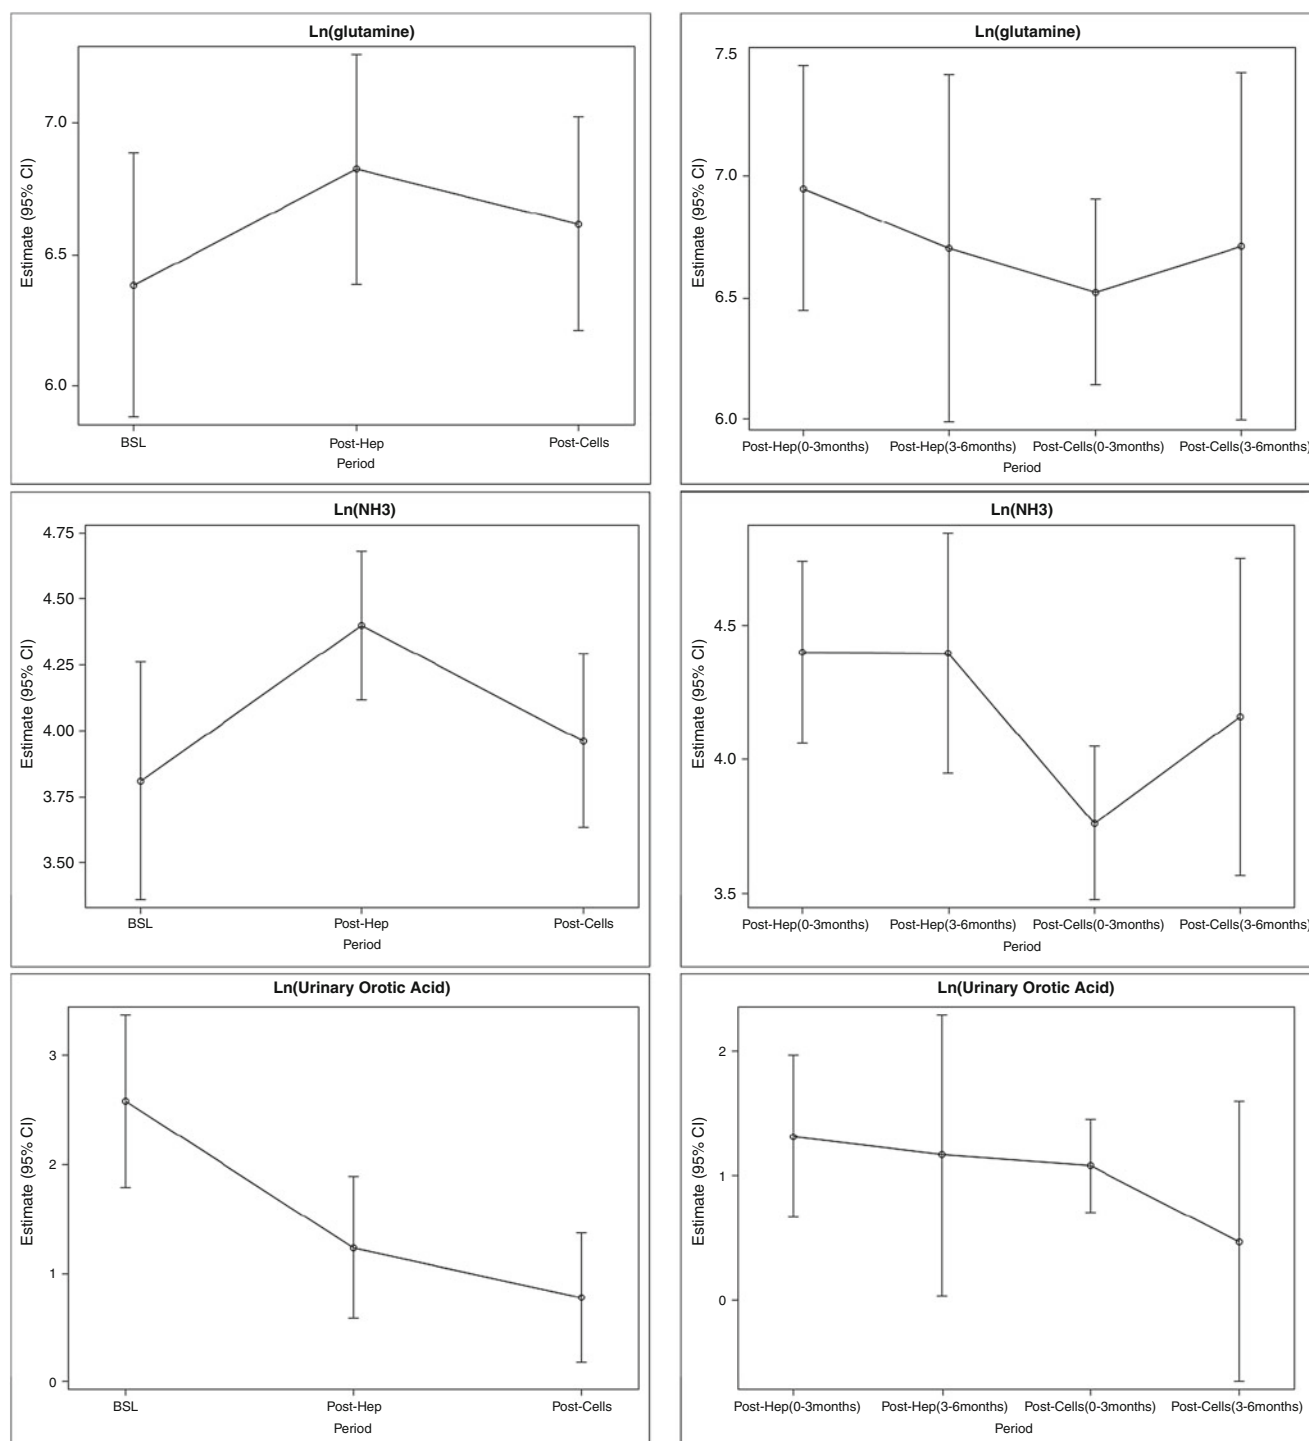 Ln(glutamine)
Estimate (95% CI)
7.0
6.5
6.0
BSL Post-Hep Post-Cells
Period
Ln(glutamine)
Estimate (95% CI)
7.5
7.0
6.5
6.0
Post-Hep(0-3months) Post-Hep(3-6months) Post-Cells(0-3months) Post-Cells(3-6months)
Period
Ln(NH3)
Estimate (95% CI)
4.75
4.50
4.25
4.00
3.75
3.50
BSL Post-Hep Post-Cells
Period
Ln(NH3)
Estimate (95% CI)
4.5
4.0
3.5
Post-Hep(0-3months) Post-Hep(3-6months) Post-Cells(0-3months) Post-Cells(3-6months)
Period
Ln(Urinary Orotic Acid)
Estimate (95% CI)
3
2
1
0
BSL Post-Hep Post-Cells
Period
Ln(Urinary Orotic Acid)
Estimate (95% CI)
2
1
0
Post-Hep(0-3months) Post-Hep(3-6months) Post-Cells(0-3months) Post-Cells(3-6months)
Period